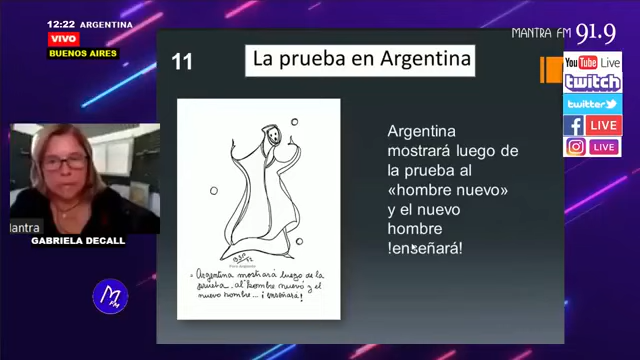 12:22 ARGENTINA
VIVO
BUENOS AIRES
MANTRA FM 91.9
YouTube Live
twitch
twitter
LIVE
LIVE
11
La prueba en Argentina
Argentina
mostrará luego de
la prueba al
«hombre nuevo»
y el nuevo
hombre
!enseñará!
Argentina mostrará luego de la
prueba, al hombre nuevo y el
nuevo hombre... ¡enseñará!
antra
GABRIELA DECALL
FM